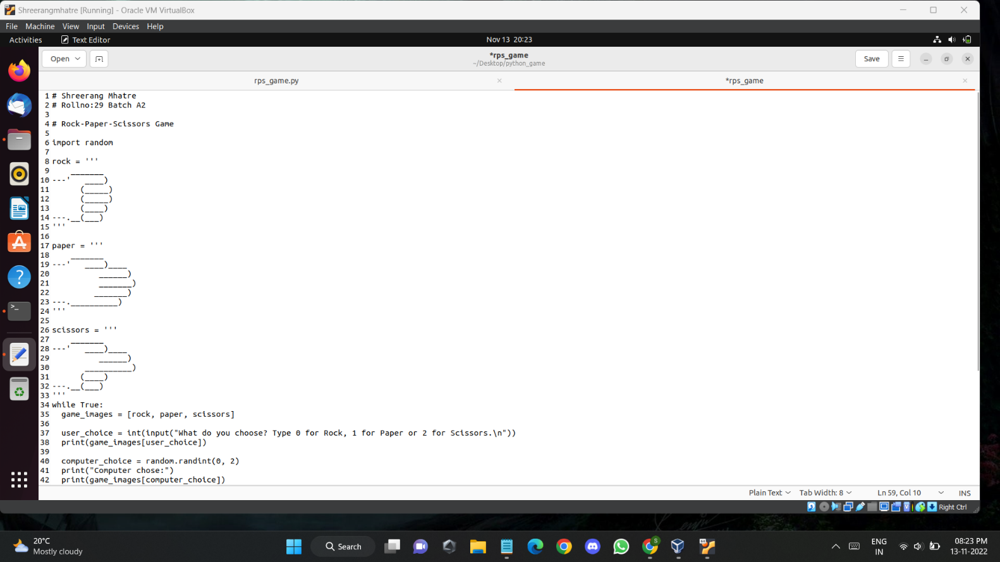 Shreerangmhatre [Running] - Oracle VM VirtualBox
File Machine View Input Devices Help
Activities Text Editor Nov 13 20:23
Open *rps_game Save
~/Desktop/python_game
rps_game.py *rps_game
1 # Shreerang Mhatre
2 # Rollno:29 Batch A2
3
4 # Rock-Paper-Scissors Game
5
6 import random
7
8 rock = '''
9     _______
10 ---'   ____)
11       (_____)
12       (_____)
13       (____)
14 ---.__(___)
15 '''
16
17 paper = '''
18     _______
19 ---'   ____)____
20           ______)
21           _______)
22          _______)
23 ---.__________)
24 '''
25
26 scissors = '''
27     _______
28 ---'   ____)____
29           ______)
30        __________)
31       (____)
32 ---.__(___)
33 '''
34 while True:
35   game_images = [rock, paper, scissors]
36
37   user_choice = int(input("What do you choose? Type 0 for Rock, 1 for Paper or 2 for Scissors.\n"))
38   print(game_images[user_choice])
39
40   computer_choice = random.randint(0, 2)
41   print("Computer chose:")
42   print(game_images[computer_choice])
Plain Text Tab Width: 8 Ln 59, Col 10 INS
Right Ctrl
20°C
Mostly cloudy
Search
ENG
IN
08:23 PM
13-11-2022